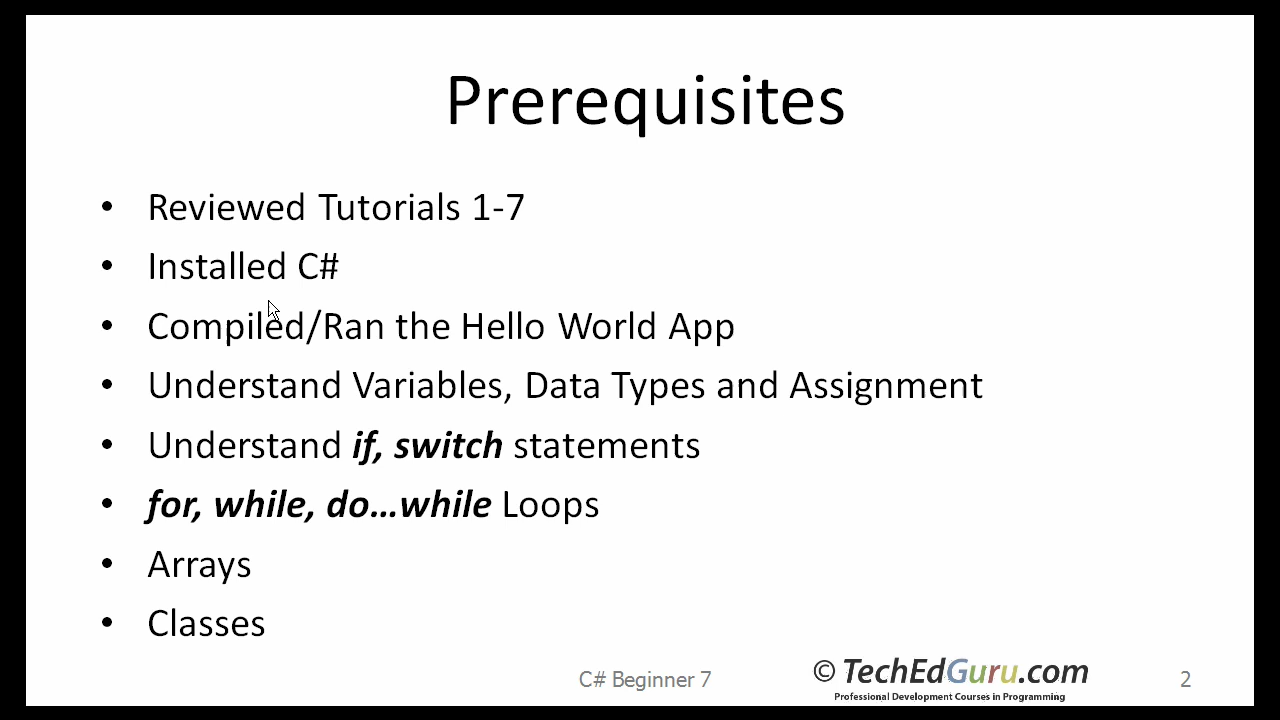 Prerequisites
• Reviewed Tutorials 1-7
• Installed C#
• Compiled/Ran the Hello World App
• Understand Variables, Data Types and Assignment
• Understand if, switch statements
• for, while, do...while Loops
• Arrays
• Classes
C# Beginner 7
© TechEdGuru.com
Professional Development Courses in Programming
2